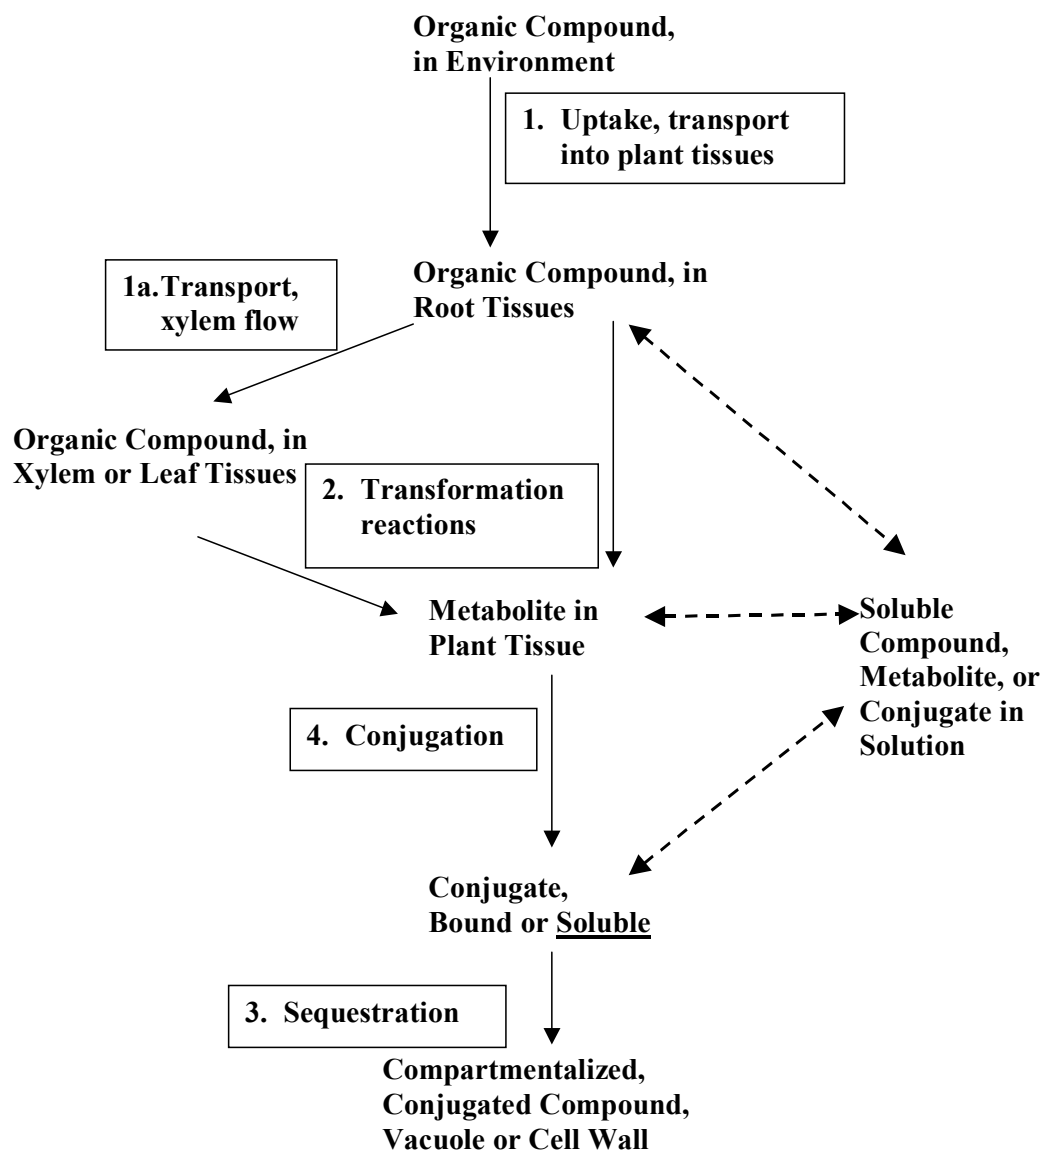 Organic Compound,
in Environment
1. Uptake, transport
into plant tissues
1a.Transport,
xylem flow
Organic Compound, in
Root Tissues
Organic Compound, in
Xylem or Leaf Tissues
2. Transformation
reactions
Metabolite in
Plant Tissue
Soluble
Compound,
Metabolite, or
Conjugate in
Solution
4. Conjugation
Conjugate,
Bound or Soluble
3. Sequestration
Compartmentalized,
Conjugated Compound,
Vacuole or Cell Wall